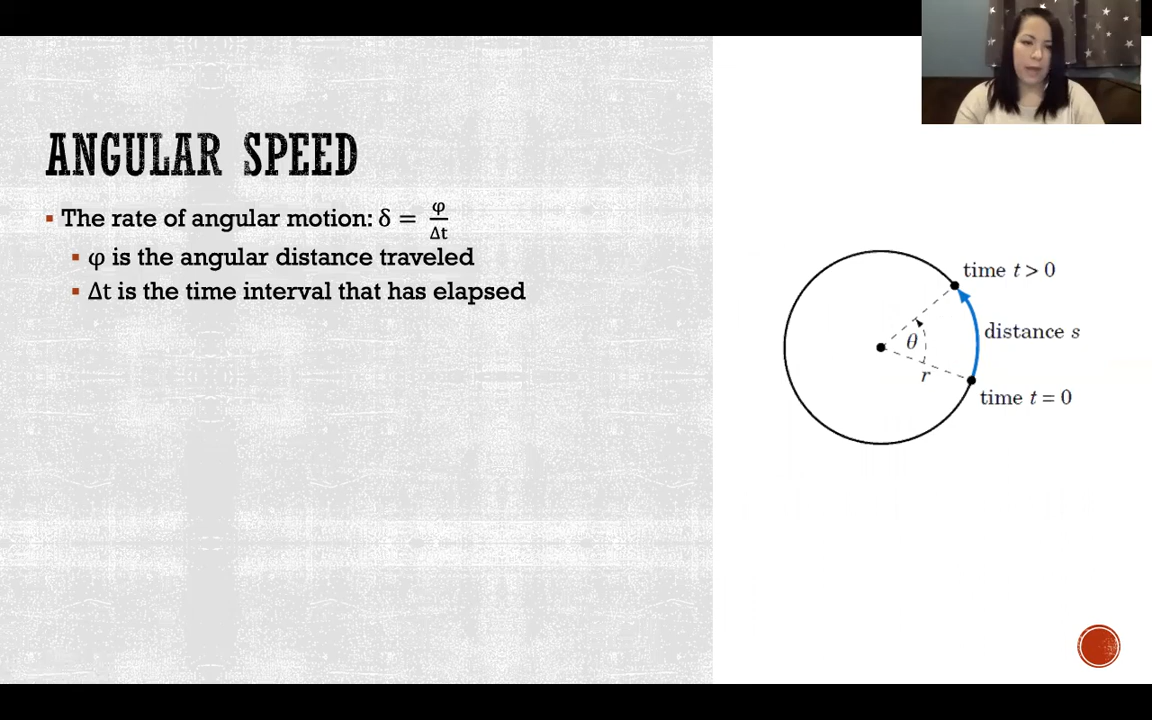 ANGULAR SPEED
▪ The rate of angular motion: δ = φ/Δt
▪ φ is the angular distance traveled
▪ Δt is the time interval that has elapsed
time t > 0
distance s
θ
r
time t = 0